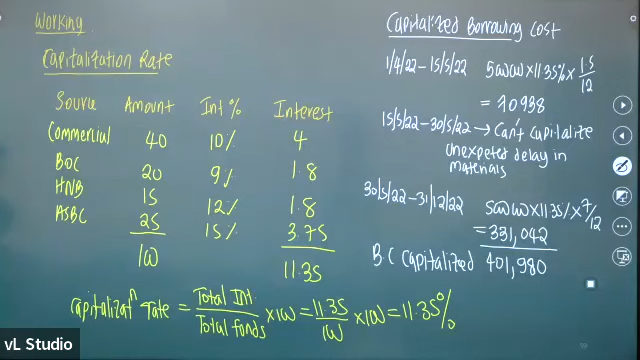 Working
Capitalization Rate
Source Amount Int % Interest
Commercial 40 10% 4
BOC 20 9% 1.8
HNB 15 12% 1.8
ASBC 25 15% 3.75
100 11.35
Capitalizatⁿ rate = Total Int. / Total fonds × 100 = 11.35 / 100 × 100 = 11.35%
Capitalized Borrowing Cost
1/4/22 - 15/5/22 500000 × 11.35% × 1.5/12
= 70938
15/5/22 - 30/5/22 → Can't Capitalize
Unexpeted delay in
materials
30/5/22 - 31/12/22 500000 × 11.35% × 7/12
= 331,042
B.C Capitalized 401,980
vL Studio